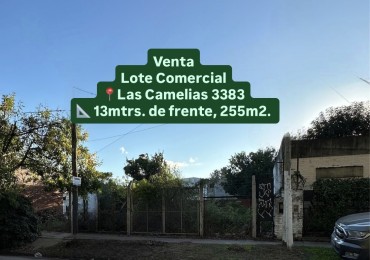 Venta
Lote Comercial
📍Las Camelias 3383
📐 13mtrs. de frente, 255m2.